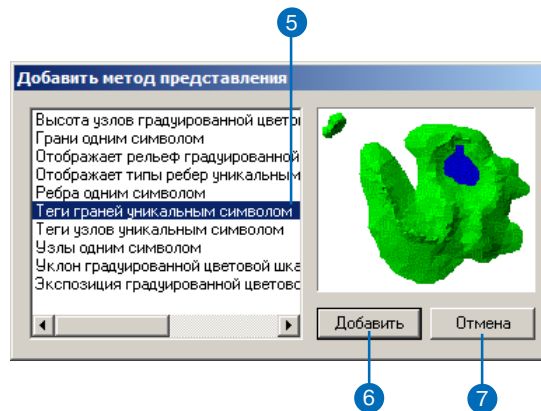 5
Добавить метод представления
Высота узлов градуированной цвето
Грани одним символом
Отображает рельеф градуированной
Отображает типы ребер уникальным
Ребра одним символом
Теги граней уникальным символом
Теги узлов уникальным символом
Узлы одним символом
Уклон градуированной цветовой шка
Экспозиция градуированной цветовс
Добавить
Отмена
6
7